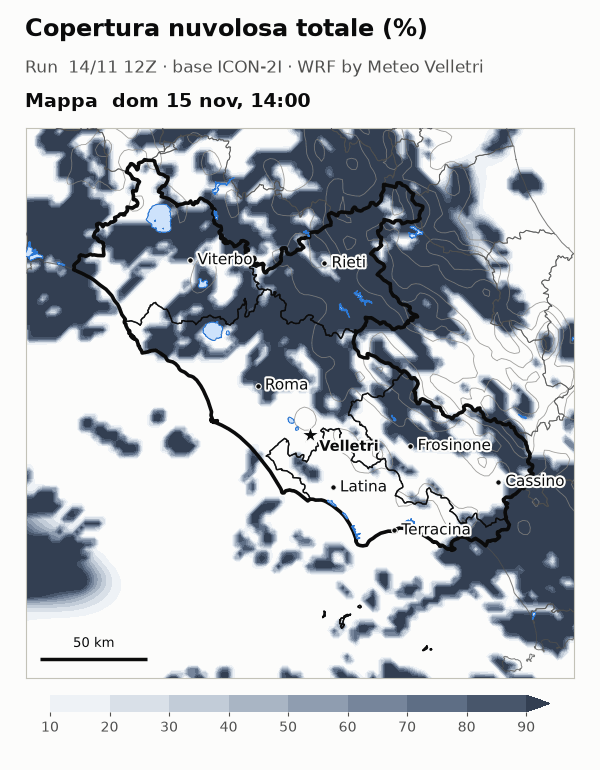 Copertura nuvolosa totale (%)
Run  14/11 12Z · base ICON-2I · WRF by Meteo Velletri
Mappa  dom 15 nov, 14:00
Viterbo
Rieti
Roma
Velletri
Frosinone
Cassino
Latina
Terracina
50 km
10 20 30 40 50 60 70 80 90